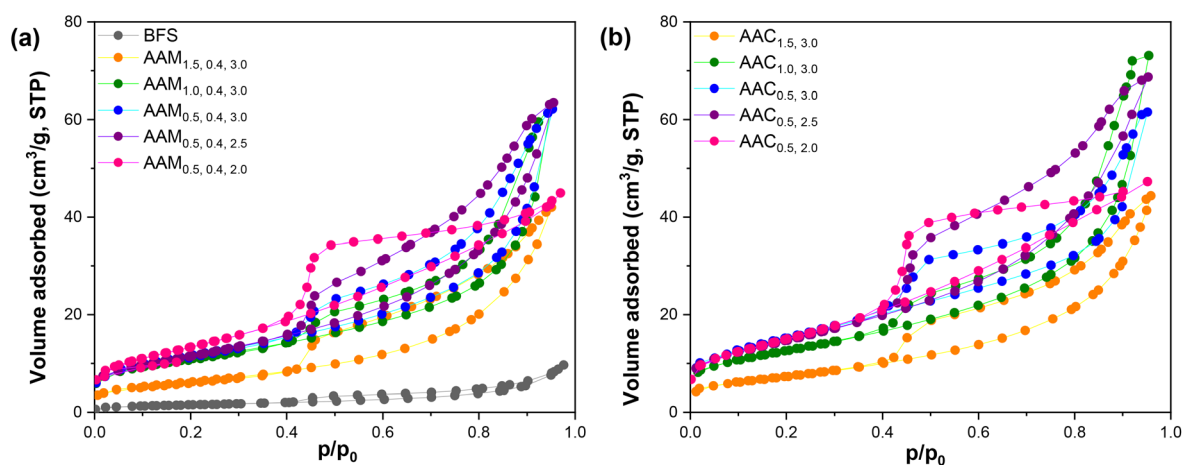 (a)
BFS
AAM1.5, 0.4, 3.0
AAM1.0, 0.4, 3.0
AAM0.5, 0.4, 3.0
AAM0.5, 0.4, 2.5
AAM0.5, 0.4, 2.0
Volume adsorbed (cm³/g, STP)
80
60
40
20
0
0.0 0.2 0.4 0.6 0.8 1.0
p/p₀
(b)
AAC1.5, 3.0
AAC1.0, 3.0
AAC0.5, 3.0
AAC0.5, 2.5
AAC0.5, 2.0
Volume adsorbed (cm³/g, STP)
80
60
40
20
0
0.0 0.2 0.4 0.6 0.8 1.0
p/p₀